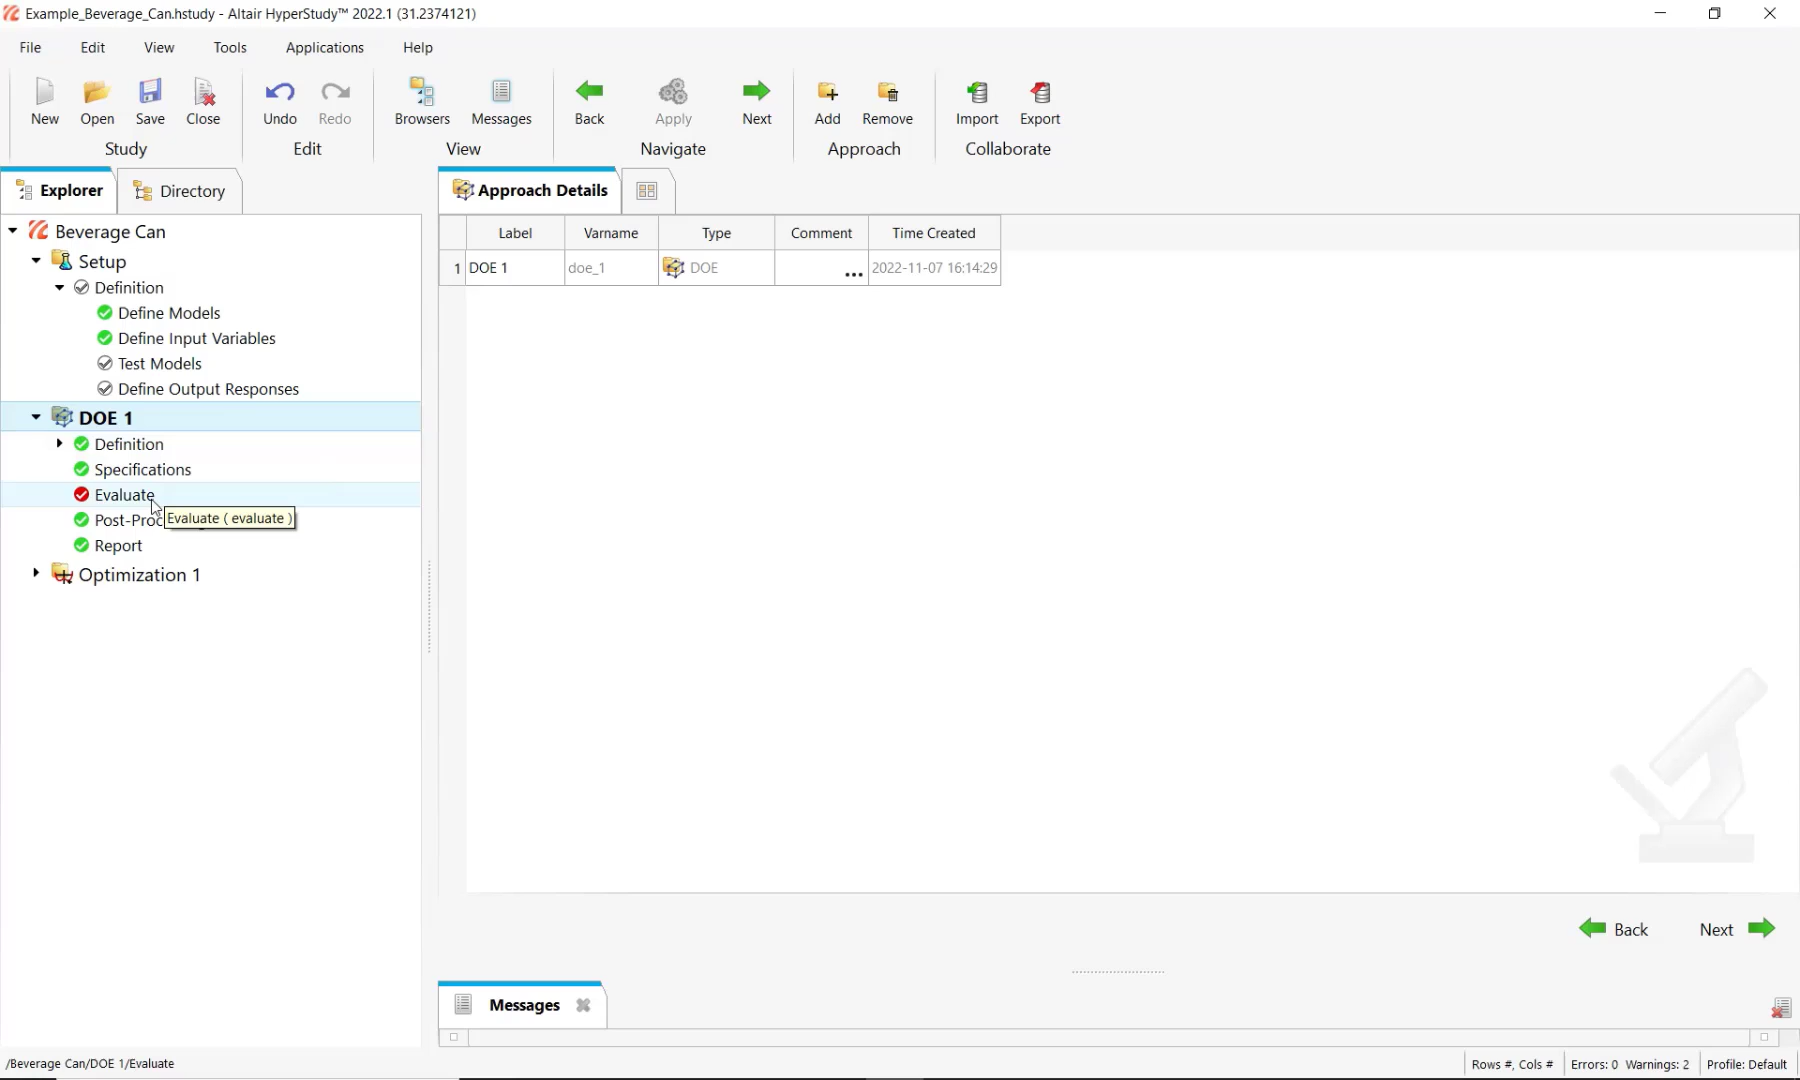 Example_Beverage_Can.hstudy - Altair HyperStudy™ 2022.1 (31.2374121)
File Edit View Tools Applications Help
New Open Save Close Undo Redo Browsers Messages Back Apply Next Add Remove Import Export
Study Edit View Navigate Approach Collaborate
Explorer Directory
Approach Details
Beverage Can
Setup
Definition
Define Models
Define Input Variables
Test Models
Define Output Responses
DOE 1
Definition
Specifications
Evaluate
Post-Proc
Evaluate ( evaluate )
Report
Optimization 1
Label Varname Type Comment Time Created
1 DOE 1 doe_1 DOE ... 2022-11-07 16:14:29
Back Next
Messages
/Beverage Can/DOE 1/Evaluate
Rows #, Cols # Errors: 0 Warnings: 2 Profile: Default